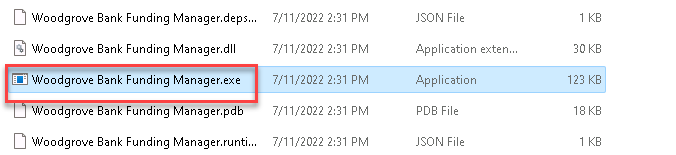 Woodgrove Bank Funding Manager.deps... 7/11/2022 2:31 PM JSON File 1 KB
Woodgrove Bank Funding Manager.dll 7/11/2022 2:31 PM Application exten... 30 KB
Woodgrove Bank Funding Manager.exe 7/11/2022 2:31 PM Application 123 KB
Woodgrove Bank Funding Manager.pdb 7/11/2022 2:31 PM PDB File 18 KB
Woodgrove Bank Funding Manager.runti... 7/11/2022 2:31 PM JSON File 1 KB